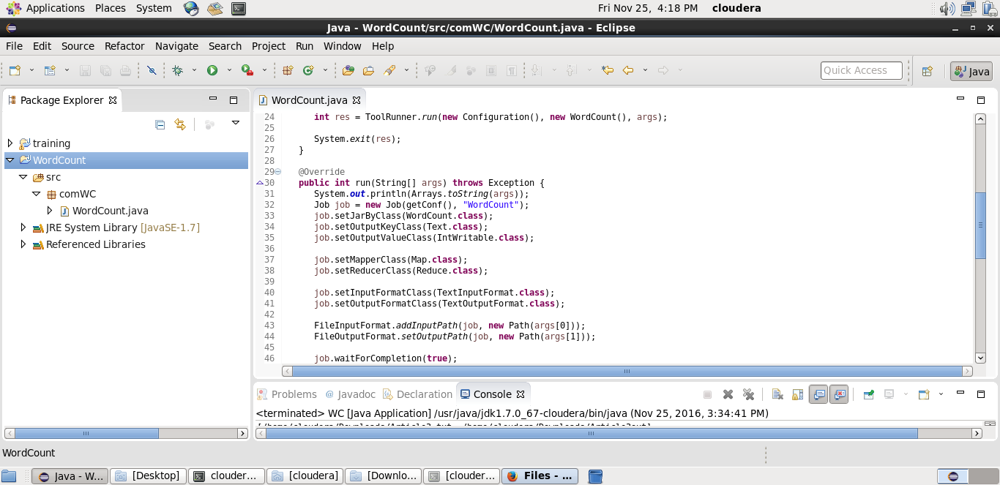 Applications Places System Fri Nov 25, 4:18 PM cloudera
Java - WordCount/src/comWC/WordCount.java - Eclipse
File Edit Source Refactor Navigate Search Project Run Window Help
Quick Access Java
Package Explorer
training
WordCount
src
comWC
WordCount.java
JRE System Library [JavaSE-1.7]
Referenced Libraries
WordCount.java
24 int res = ToolRunner.run(new Configuration(), new WordCount(), args);
25
26 System.exit(res);
27 }
28
29 @Override
30 public int run(String[] args) throws Exception {
31 System.out.println(Arrays.toString(args));
32 Job job = new Job(getConf(), "WordCount");
33 job.setJarByClass(WordCount.class);
34 job.setOutputKeyClass(Text.class);
35 job.setOutputValueClass(IntWritable.class);
36
37 job.setMapperClass(Map.class);
38 job.setReducerClass(Reduce.class);
39
40 job.setInputFormatClass(TextInputFormat.class);
41 job.setOutputFormatClass(TextOutputFormat.class);
42
43 FileInputFormat.addInputPath(job, new Path(args[0]));
44 FileOutputFormat.setOutputPath(job, new Path(args[1]));
45
46 job.waitForCompletion(true);
Problems @ Javadoc Declaration Console
<terminated> WC [Java Application] /usr/java/jdk1.7.0_67-cloudera/bin/java (Nov 25, 2016, 3:34:41 PM)
WordCount
Java - W... [Desktop] clouder... [cloudera] [Downlo... [clouder... Files - ...